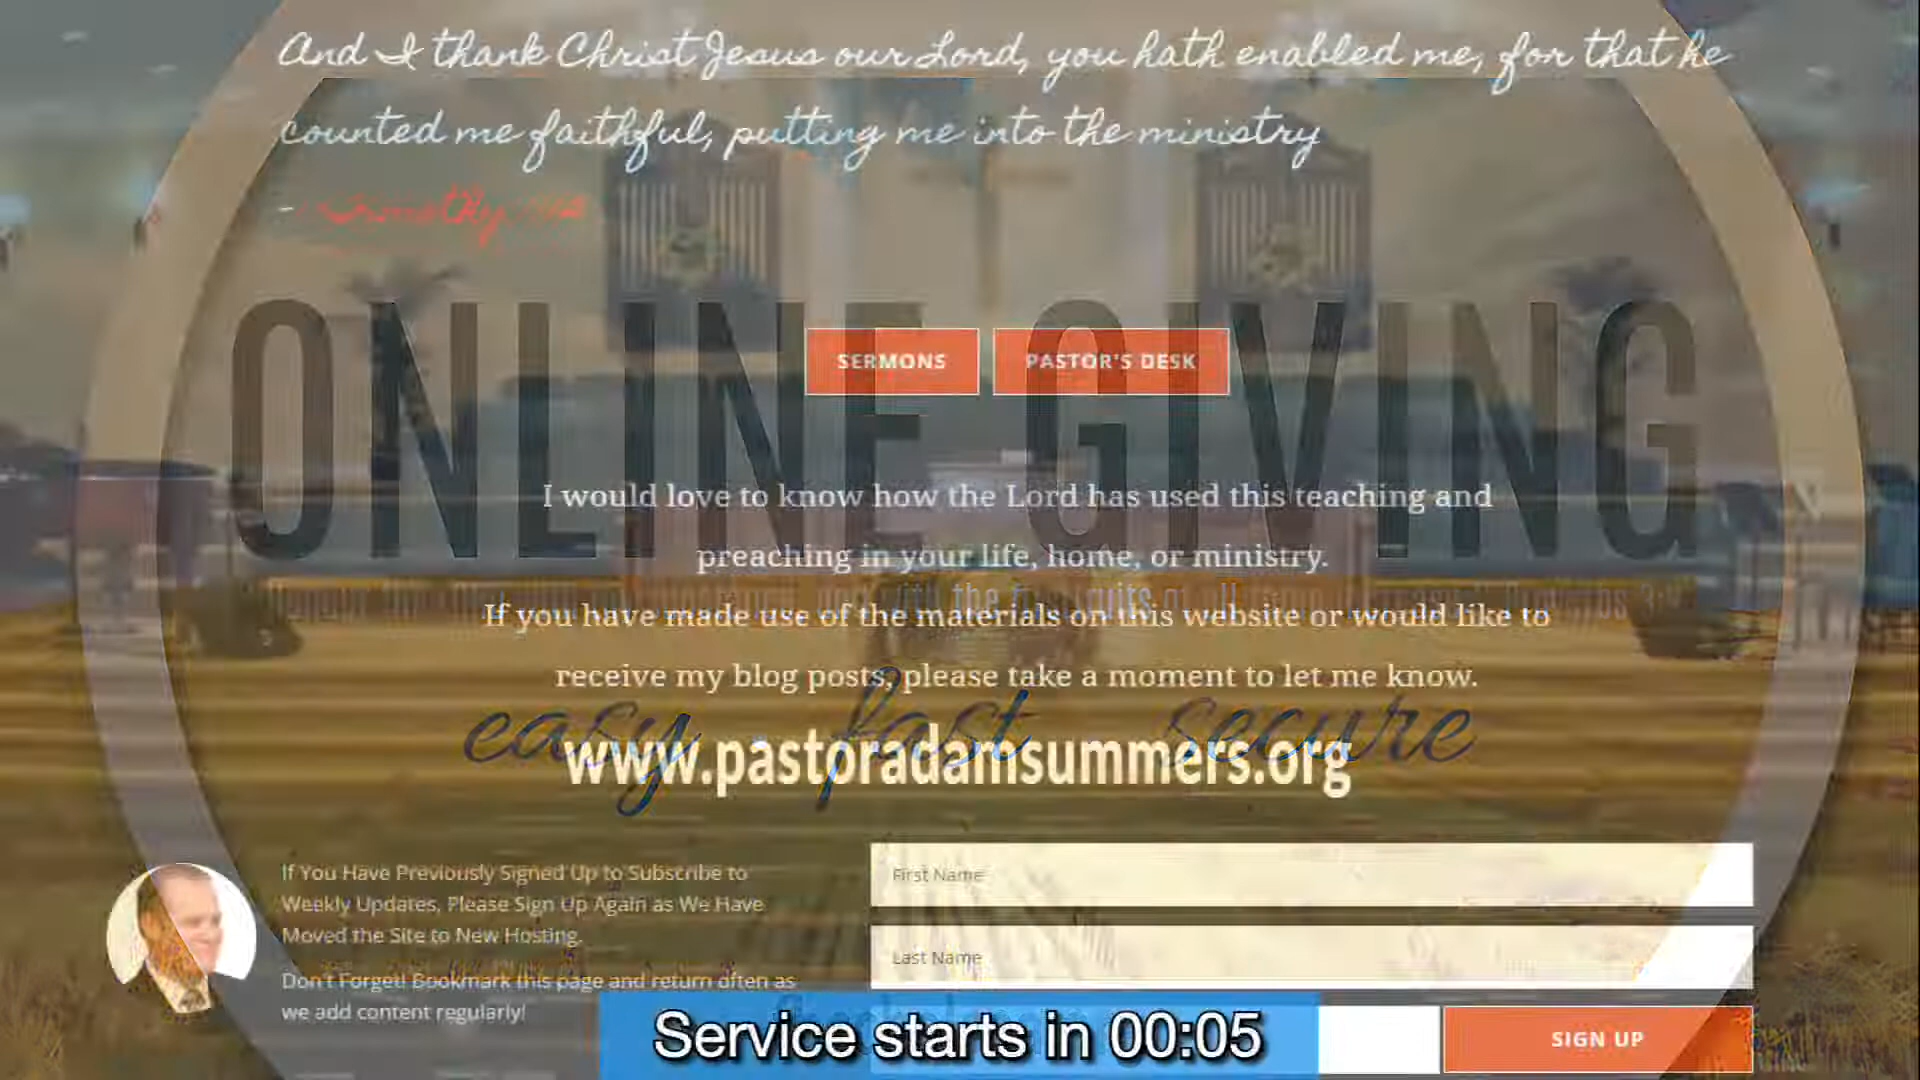 And I thank Christ Jesus our Lord, you hath enabled me, for that he
counted me faithful, putting me into the ministry
Timothy
ONLINE GIVING
SERMONS
PASTOR'S DESK
I would love to know how the Lord has used this teaching and
preaching in your life, home, or ministry.
with the
If you have made use of the materials on this website or would like to
receive my blog posts, please take a moment to let me know.
easy fast secure
www.pastoradamsummers.org
If You Have Previously Signed Up to Subscribe to
Weekly Updates, Please Sign Up Again as We Have
Moved the Site to New Hosting.
Don't Forget! Bookmark this page and return often as
we add content regularly!
First Name
Last Name
SIGN UP
Service starts in 00:05